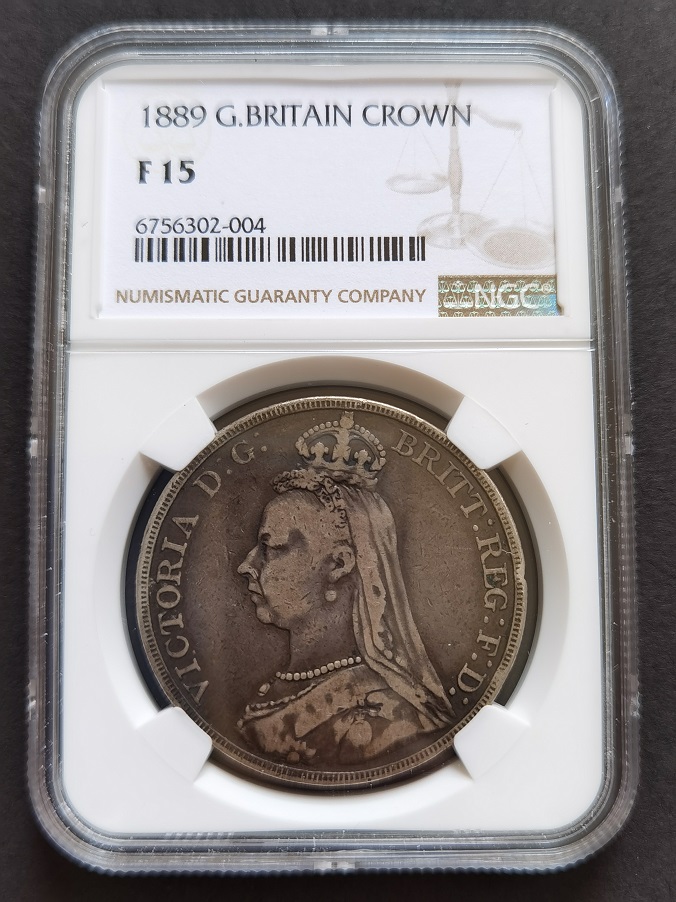 1889 G.BRITAIN CROWN
F 15
6756302-004
NUMISMATIC GUARANTY COMPANY
NGC
VICTORIA D.G: BRITT:REG:F:D: